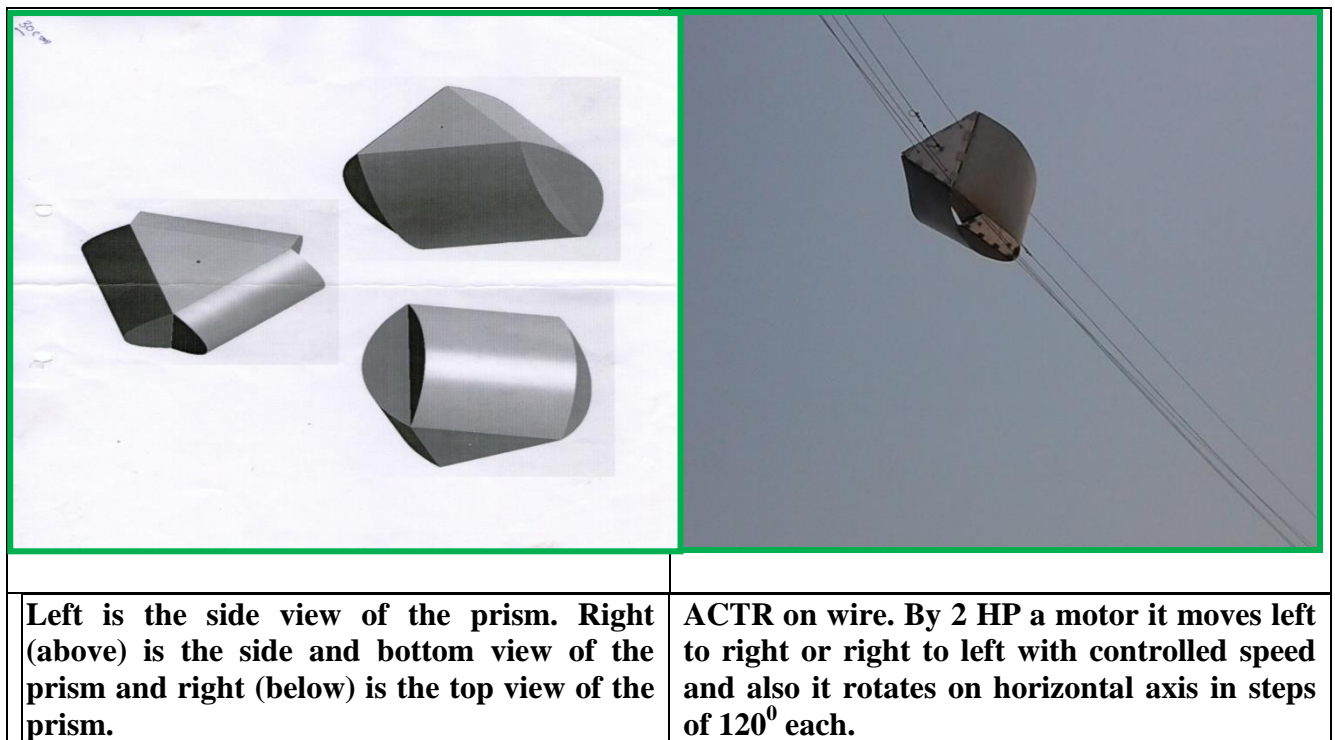 30cm
Left is the side view of the prism. Right
(above) is the side and bottom view of the
prism and right (below) is the top view of the
prism.
ACTR on wire. By 2 HP a motor it moves left
to right or right to left with controlled speed
and also it rotates on horizontal axis in steps
of 120⁰ each.